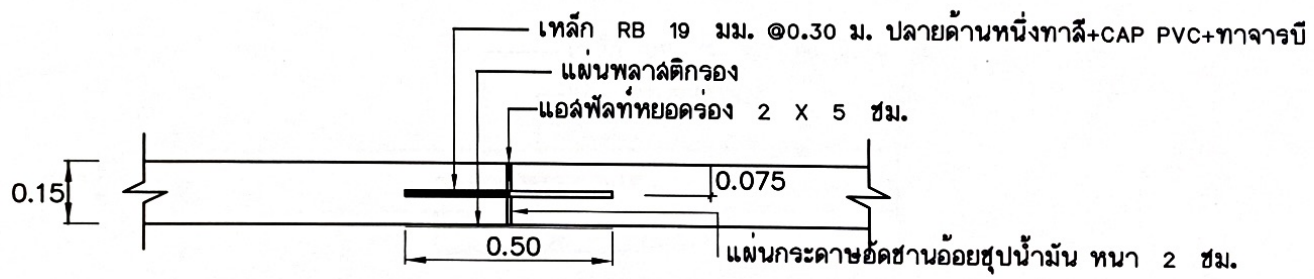 เหล็ก RB 19 มม. @0.30 ม. ปลายด้านหนึ่งทาสี+CAP PVC+ทาจารบี
แผ่นพลาสติกรอง
แอสฟัลท์หยอดร่อง 2 X 5 ซม.
0.15
0.075
0.50
แผ่นกระดาษอัดชานอ้อยชุปน้ำมัน หนา 2 ซม.